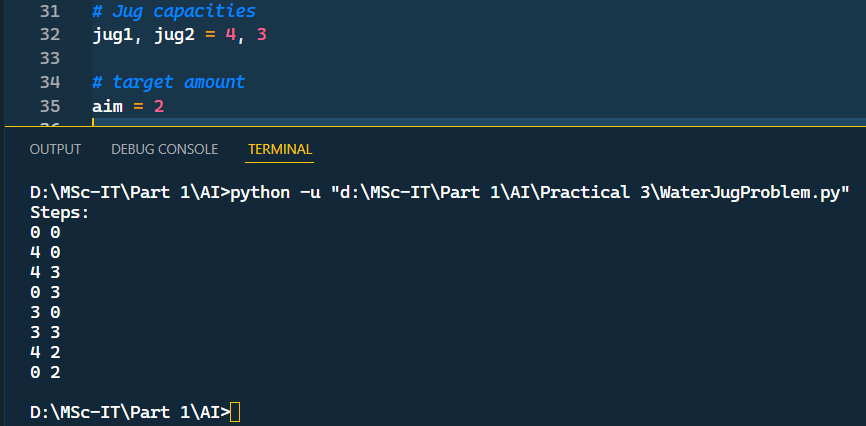 31 # Jug capacities
32 jug1, jug2 = 4, 3
33
34 # target amount
35 aim = 2
OUTPUT DEBUG CONSOLE TERMINAL
D:\MSc-IT\Part 1\AI>python -u "d:\MSc-IT\Part 1\AI\Practical 3\WaterJugProblem.py"
Steps:
0 0
4 0
4 3
0 3
3 0
3 3
4 2
0 2
D:\MSc-IT\Part 1\AI>